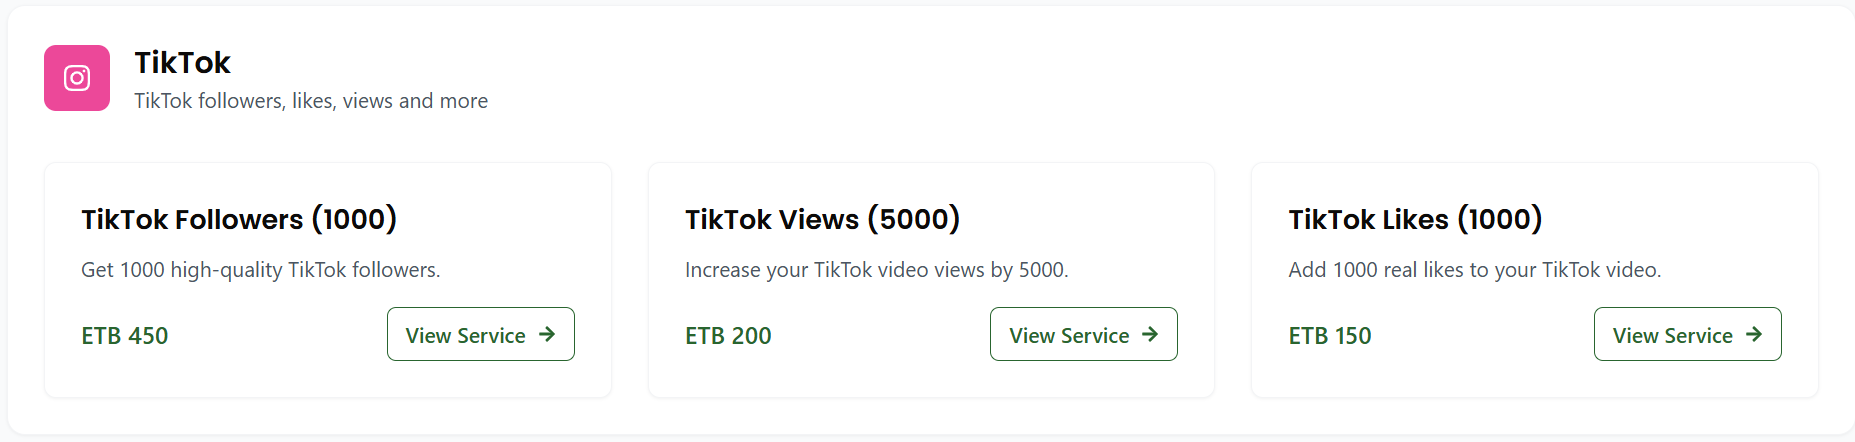 TikTok
TikTok followers, likes, views and more
TikTok Followers (1000)
Get 1000 high-quality TikTok followers.
ETB 450
View Service
TikTok Views (5000)
Increase your TikTok video views by 5000.
ETB 200
View Service
TikTok Likes (1000)
Add 1000 real likes to your TikTok video.
ETB 150
View Service